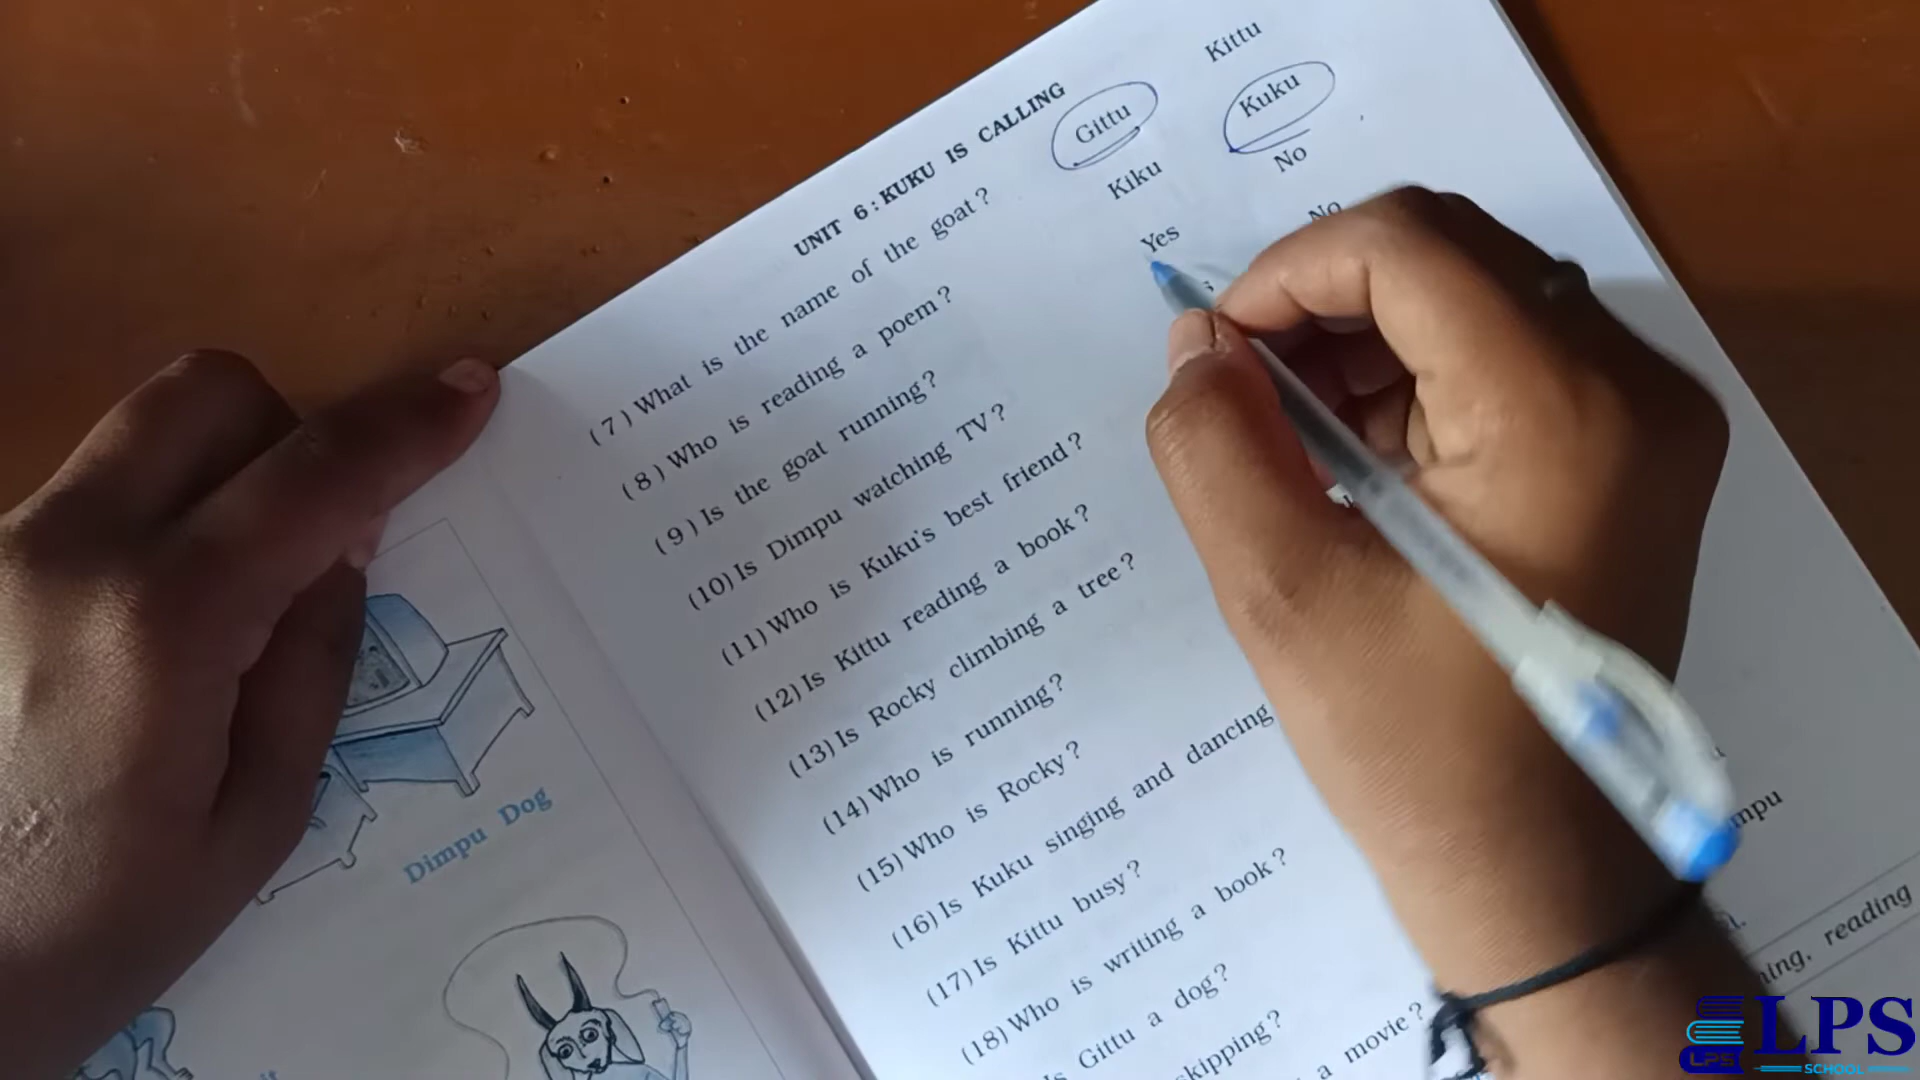 UNIT 6 : KUKU IS CALLING
(7) What is the name of the goat? Gittu Kittu
(8) Who is reading a poem? Kiku Kuku
(9) Is the goat running? Yes No
(10) Is Dimpu watching TV? No
(11) Who is Kuku's best friend?
(12) Is Kittu reading a book?
(13) Is Rocky climbing a tree?
(14) Who is running?
(15) Who is Rocky?
(16) Is Kuku singing and dancing
(17) Is Kittu busy?
(18) Who is writing a book?
Gittu a dog?
skipping?
a movie?
reading
Dimpu Dog
LPS
LPS
SCHOOL